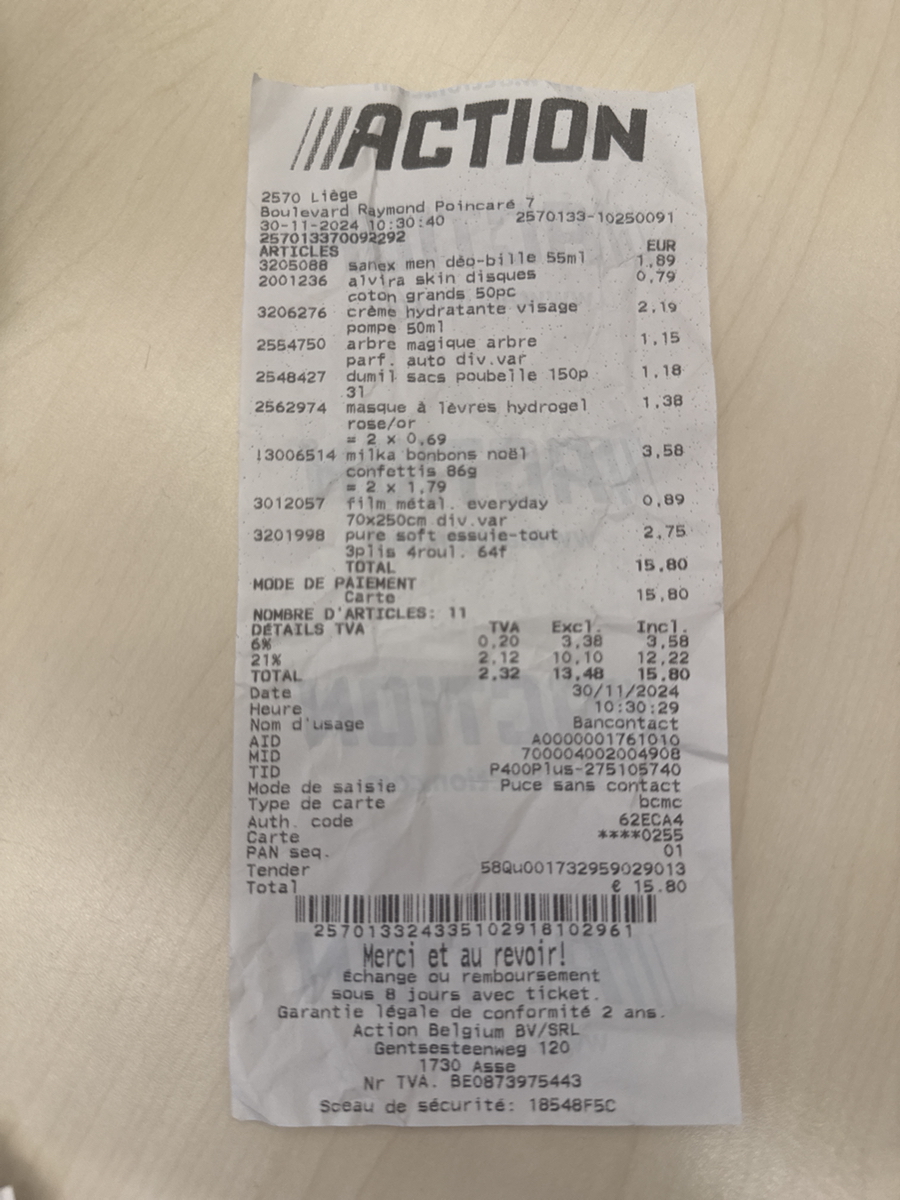 ///ACTION
2570 Liège
Boulevard Raymond Poincaré 7
30-11-2024 10:30:40 2570133-10250091
257013370092292
ARTICLES EUR
3205088 sanex men déo-bille 55ml 1,89
2001236 alvira skin disques 0,79
coton grands 50pc
3206276 crème hydratante visage 2,19
pompe 50ml
2554750 arbre magique arbre 1,15
parf. auto div.var
2548427 dumil sacs poubelle 150p 1,18
3l
2562974 masque à lèvres hydrogel 1,38
rose/or
= 2 x 0,69
!3006514 milka bonbons noël 3,58
confettis 86g
= 2 x 1,79
3012057 film métal. everyday 0,89
70x250cm div.var
3201998 pure soft essuie-tout 2,75
3plis 4roul. 64f
TOTAL 15,80
MODE DE PAIEMENT
Carte 15,80
NOMBRE D'ARTICLES: 11
DÉTAILS TVA TVA Excl. Incl.
6% 0,20 3,38 3,58
21% 2,12 10,10 12,22
TOTAL 2,32 13,48 15,80
Date 30/11/2024
Heure 10:30:29
Nom d'usage Bancontact
AID A0000001761010
MID 700004002004908
TID P400Plus-275105740
Mode de saisie Puce sans contact
Type de carte bcmc
Auth. code 62ECA4
Carte ****0255
PAN seq. 01
Tender 58Qu001732959029013
Total € 15.80
257013324335102918102961
Merci et au revoir!
Échange ou remboursement
sous 8 jours avec ticket.
Garantie légale de conformité 2 ans.
Action Belgium BV/SRL
Gentsesteenweg 120
1730 Asse
Nr TVA. BE0873975443
Sceau de sécurité: 18548F5C